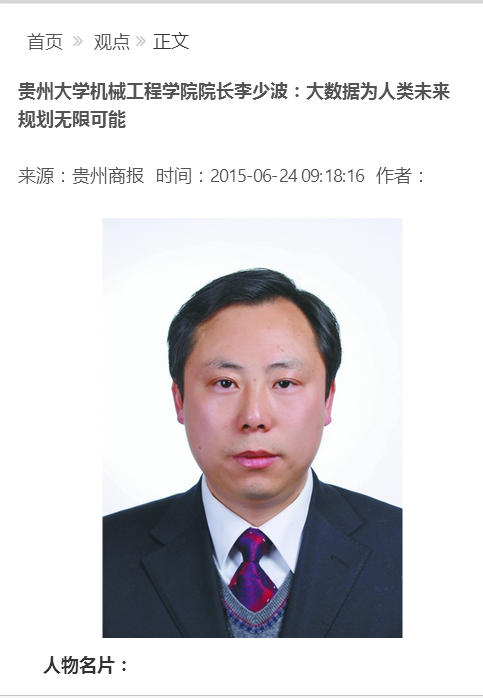 首页 » 观点 » 正文
贵州大学机械工程学院院长李少波：大数据为人类未来
规划无限可能
来源：贵州商报 时间：2015-06-24 09:18:16 作者：
人物名片：